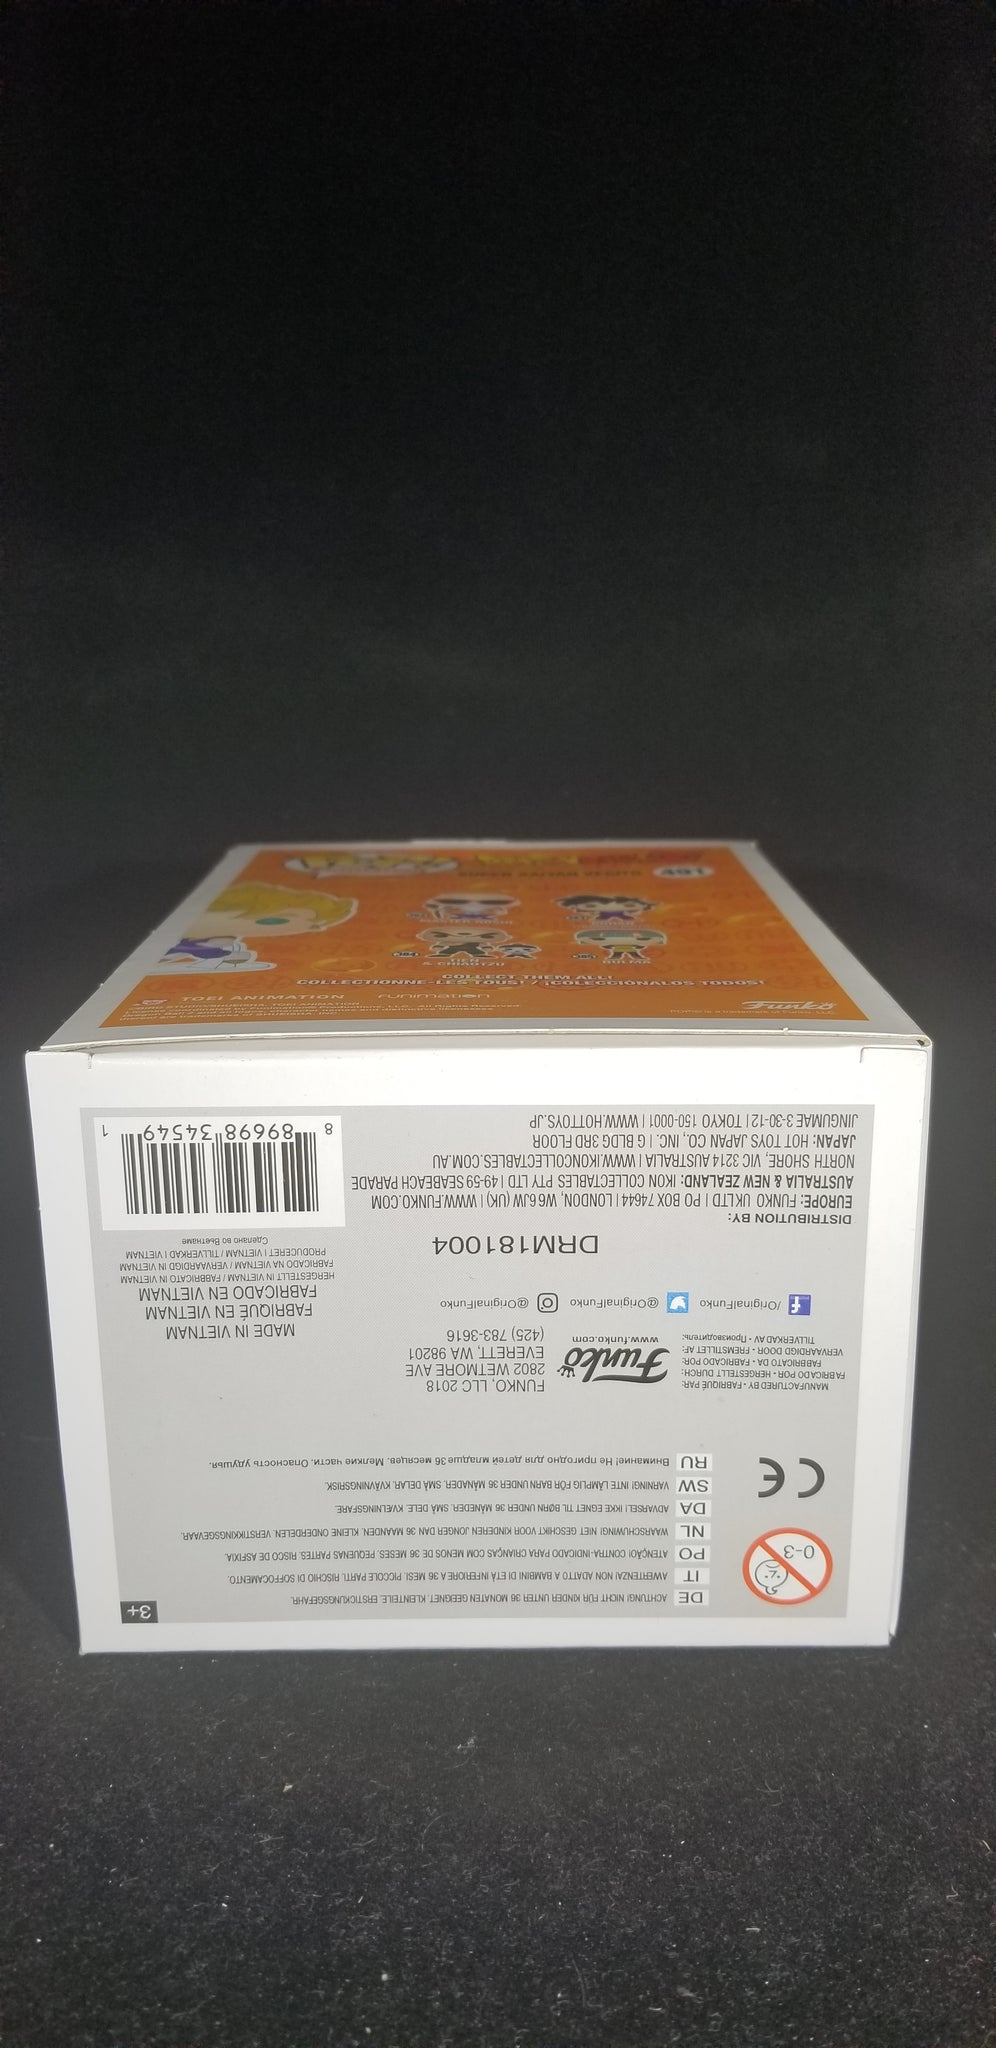 3+
DE ACHTUNG! NICHT FÜR KINDER UNTER 36 MONATEN GEEIGNET. KLEINTEILE. ERSTICKUNGSGEFAHR.
IT AVVERTENZA! NON ADATTO A BAMBINI DI ETÀ INFERIORE A 36 MESI. PICCOLE PARTI. RISCHIO DI SOFFOCAMENTO.
PO ATENÇÃO! CONTRA-INDICADO PARA CRIANÇAS COM MENOS DE 36 MESES. PEQUENAS PARTES. RISCO DE ASFIXIA.
NL WAARSCHUWING! NIET GESCHIKT VOOR KINDEREN JONGER DAN 36 MAANDEN. KLEINE ONDERDELEN. VERSTIKKINGSGEVAAR.
DA ADVARSEL! IKKE EGNET TIL BØRN UNDER 36 MÅNEDER. SMÅ DELE. KVELNINGSFARE.
SW VARNING! INTE LÄMPLIG FÖR BARN UNDER 36 MÅNADER. SMÅ DELAR. KVÄVNINGSRISK.
RU Внимание! Не пригодно для детей младше 36 месяцев. Мелкие части. Опасность удушья.
0-3
CE
MANUFACTURED BY • FABRIQUÉ PAR:
FABRICADO POR • HERGESTELLT DURCH:
FABBRICATO DA • FABRICADO POR:
VERVAARDIGD DOOR • FREMSTILLET AF:
TILLVERKAD AV • Производитель:
Funko
www.funko.com
FUNKO, LLC 2018
2802 WETMORE AVE
EVERETT, WA 98201
(425) 783-3616
/OriginalFunko @OriginalFunko @OriginalFunko
DRM181004
DISTRIBUTION BY:
EUROPE: FUNKO UK LTD | PO BOX 74644 | LONDON, W6 9JW (UK) | WWW.FUNKO.COM
AUSTRALIA & NEW ZEALAND: IKON COLLECTABLES PTY LTD | 49-59 SEABEACH PARADE
NORTH SHORE, VIC 3214 AUSTRALIA | WWW.IKONCOLLECTABLES.COM.AU
JAPAN: HOT TOYS JAPAN CO., INC. | G BLDG 3RD FLOOR
JINGUMAE 3-30-12 | TOKYO 150-0001 | WWW.HOTTOYS.JP
MADE IN VIETNAM
FABRIQUÉ EN VIETNAM
FABRICADO EN VIETNAM
HERGESTELLT IN VIETNAM / FABBRICATO IN VIETNAM
FABRICADO NA VIETNAM / VERVAARDIGD IN VIETNAM
PRODUCERET I VIETNAM / TILLVERKAD I VIETNAM
Сделано во Вьетнаме
8 89698 34549 1
SUPER SAIYAN VEGITO
491
MASTER ROSHI
TIEN
& CHIAOTZU
BULMA
384
COLLECT THEM ALL!
COLLECTIONNE-LES TOUS! / ¡COLECCIÓNALOS TODOS!
TOEI ANIMATION
FUNimation
Funko